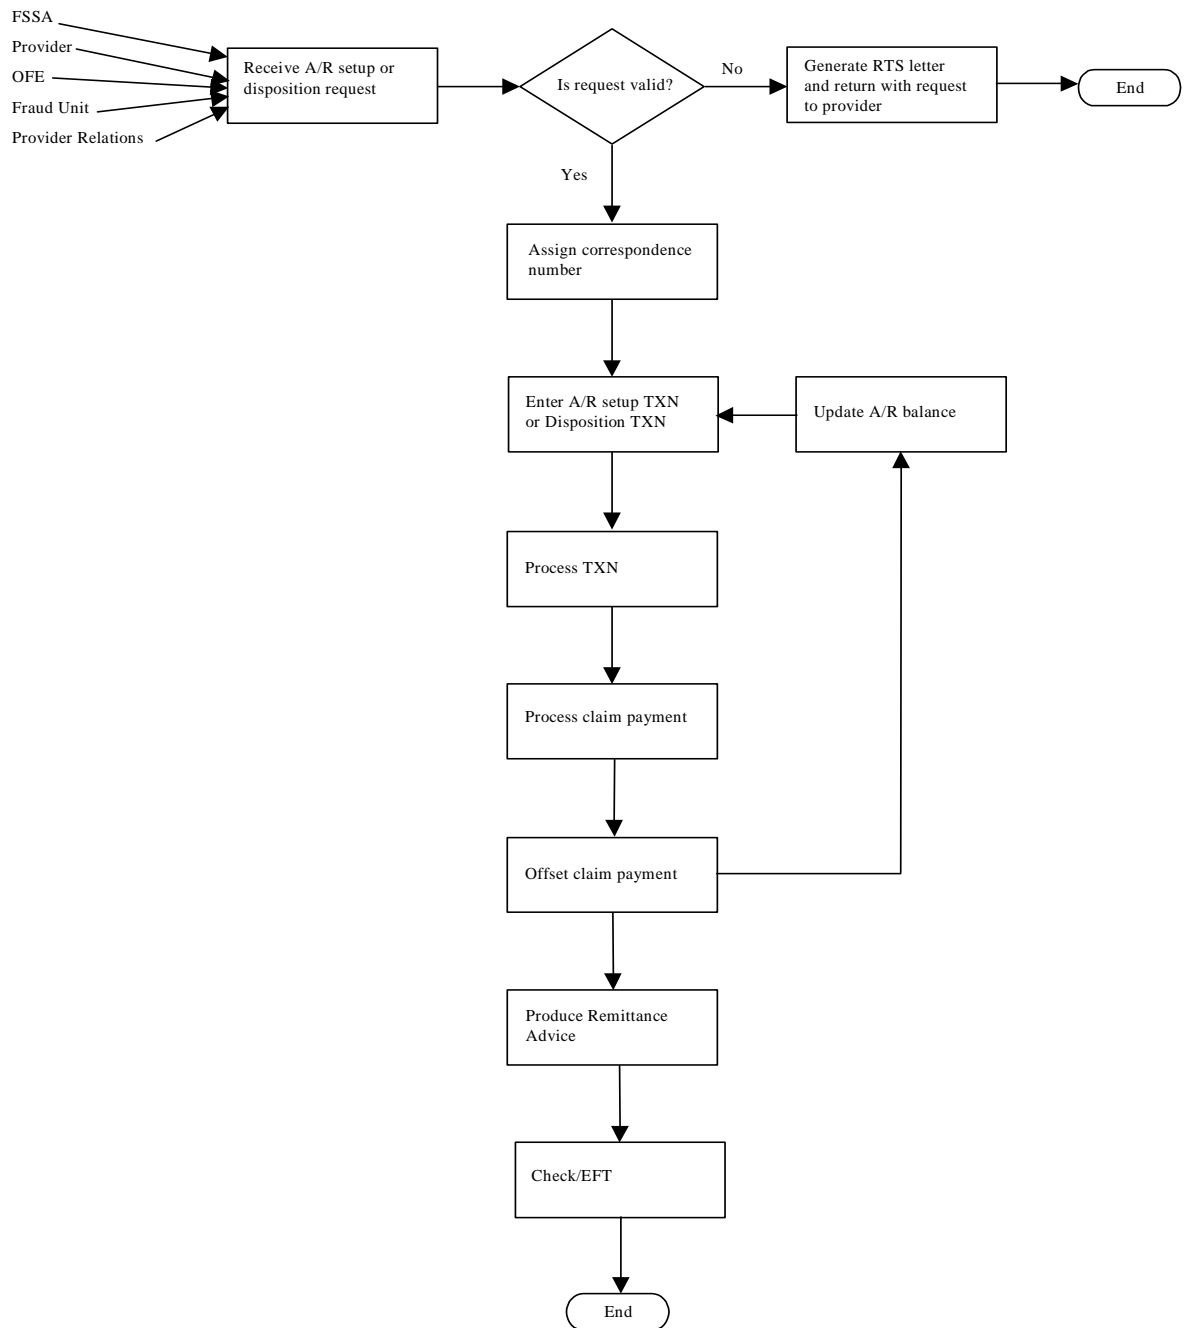 FSSA
Provider
OFE
Fraud Unit
Provider Relations
Receive A/R setup or
disposition request
Is request valid?
No
Generate RTS letter
and return with request
to provider
End
Yes
Assign correspondence
number
Enter A/R setup TXN
or Disposition TXN
Update A/R balance
Process TXN
Process claim payment
Offset claim payment
Produce Remittance
Advice
Check/EFT
End